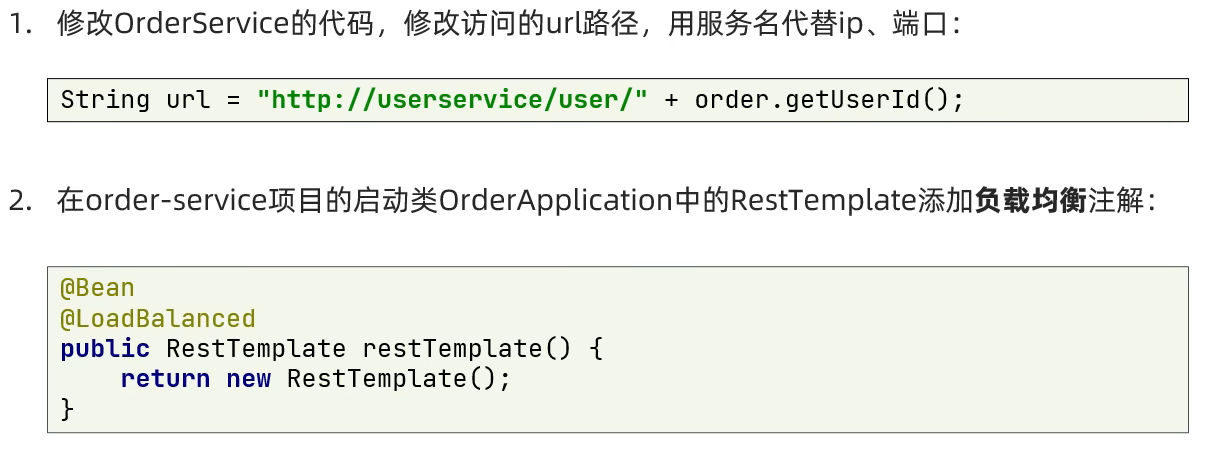 1. 修改OrderService的代码，修改访问的url路径，用服务名代替ip、端口：
String url = "http://userservice/user/" + order.getUserId();
2. 在order-service项目的启动类OrderApplication中的RestTemplate添加负载均衡注解：
@Bean
@LoadBalanced
public RestTemplate restTemplate() {
    return new RestTemplate();
}